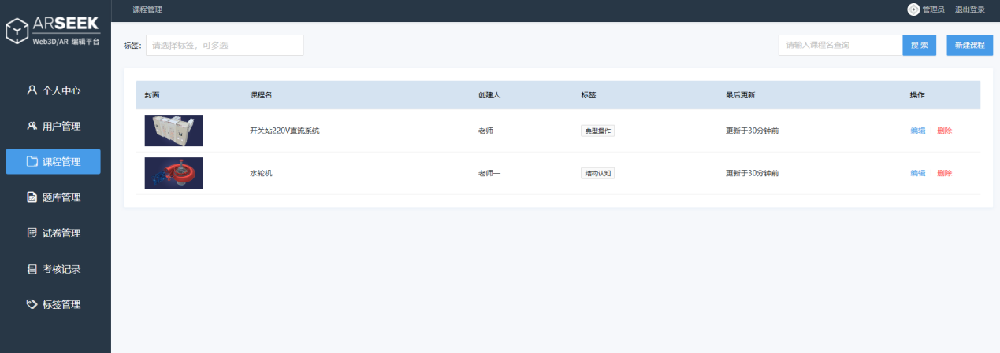 ARSEEK
Web3D/AR 编辑平台
个人中心
用户管理
课程管理
题库管理
试卷管理
考核记录
标签管理
课程管理 管理员 退出登录
标签: 请选择标签，可多选 请输入课程名查询 搜 索 新建课程
封面 课程名 创建人 标签 最后更新 操作
开关站220V直流系统 老师一 典型操作 更新于30分钟前 编辑 删除
水轮机 老师一 结构认知 更新于30分钟前 编辑 删除